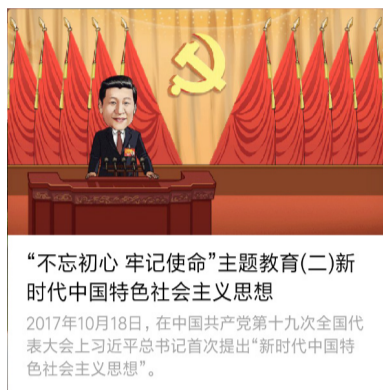 “不忘初心 牢记使命”主题教育(二)新
时代中国特色社会主义思想
2017年10月18日，在中国共产党第十九次全国代
表大会上习近平总书记首次提出“新时代中国特
色社会主义思想”。